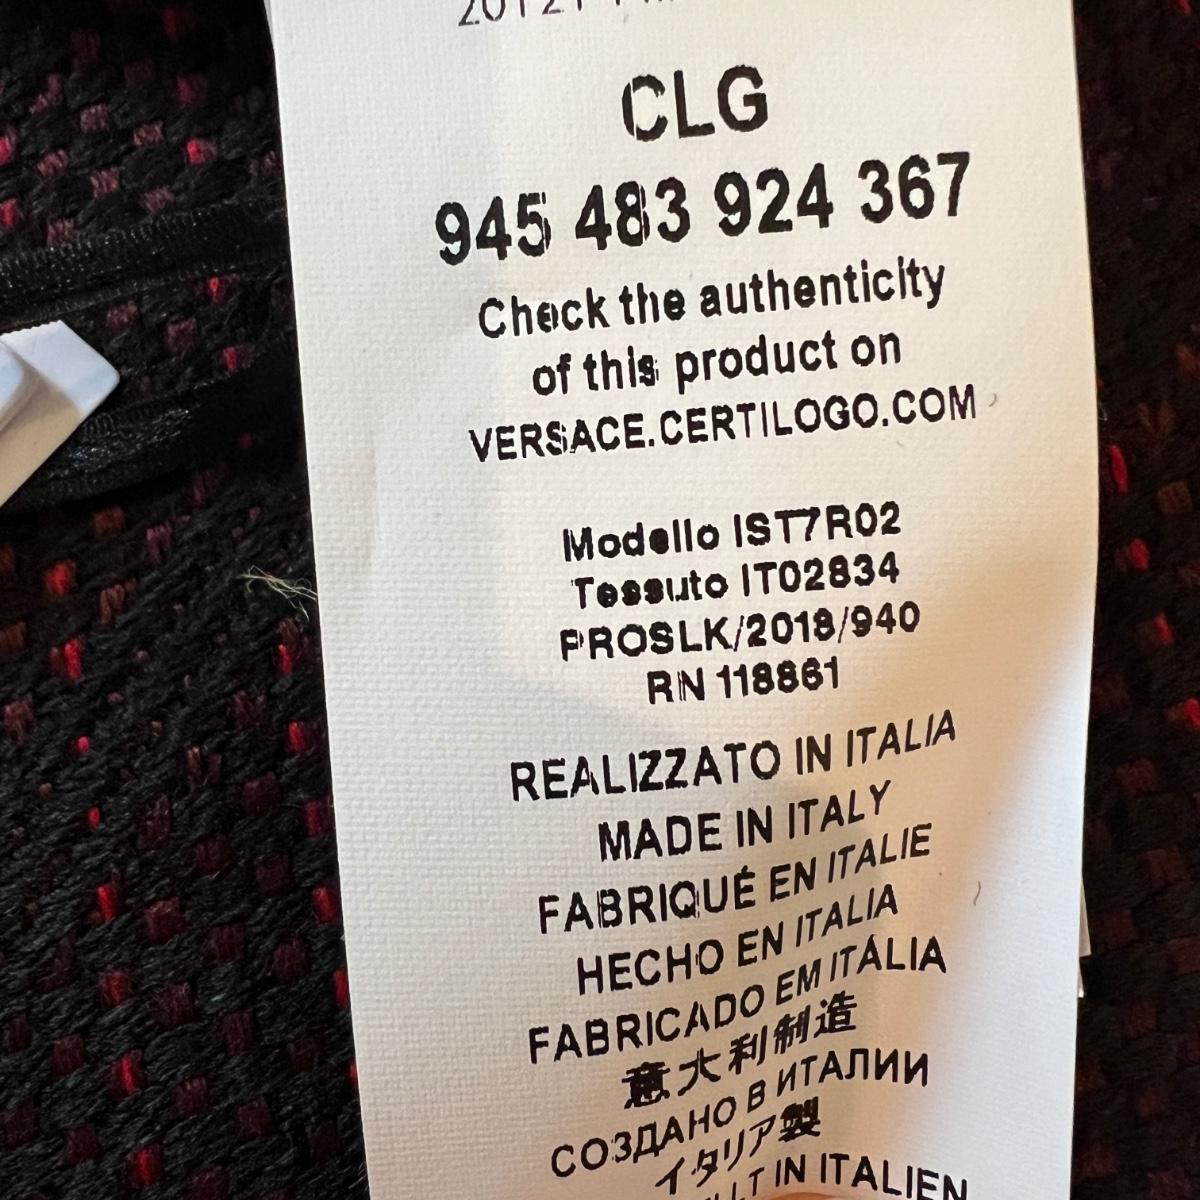 CLG
945 483 924 367
Check the authenticity
of this product on
VERSACE.CERTILOGO.COM
Modello IST7R02
Tessuto IT02834
PROSLK/2018/940
RN 118861
REALIZZATO IN ITALIA
MADE IN ITALY
FABRIQUÉ EN ITALIE
HECHO EN ITALIA
FABRICADO EM ITÁLIA
意大利制造
СОЗДАНО В ИТАЛИИ
イタリア製
IN ITALIEN